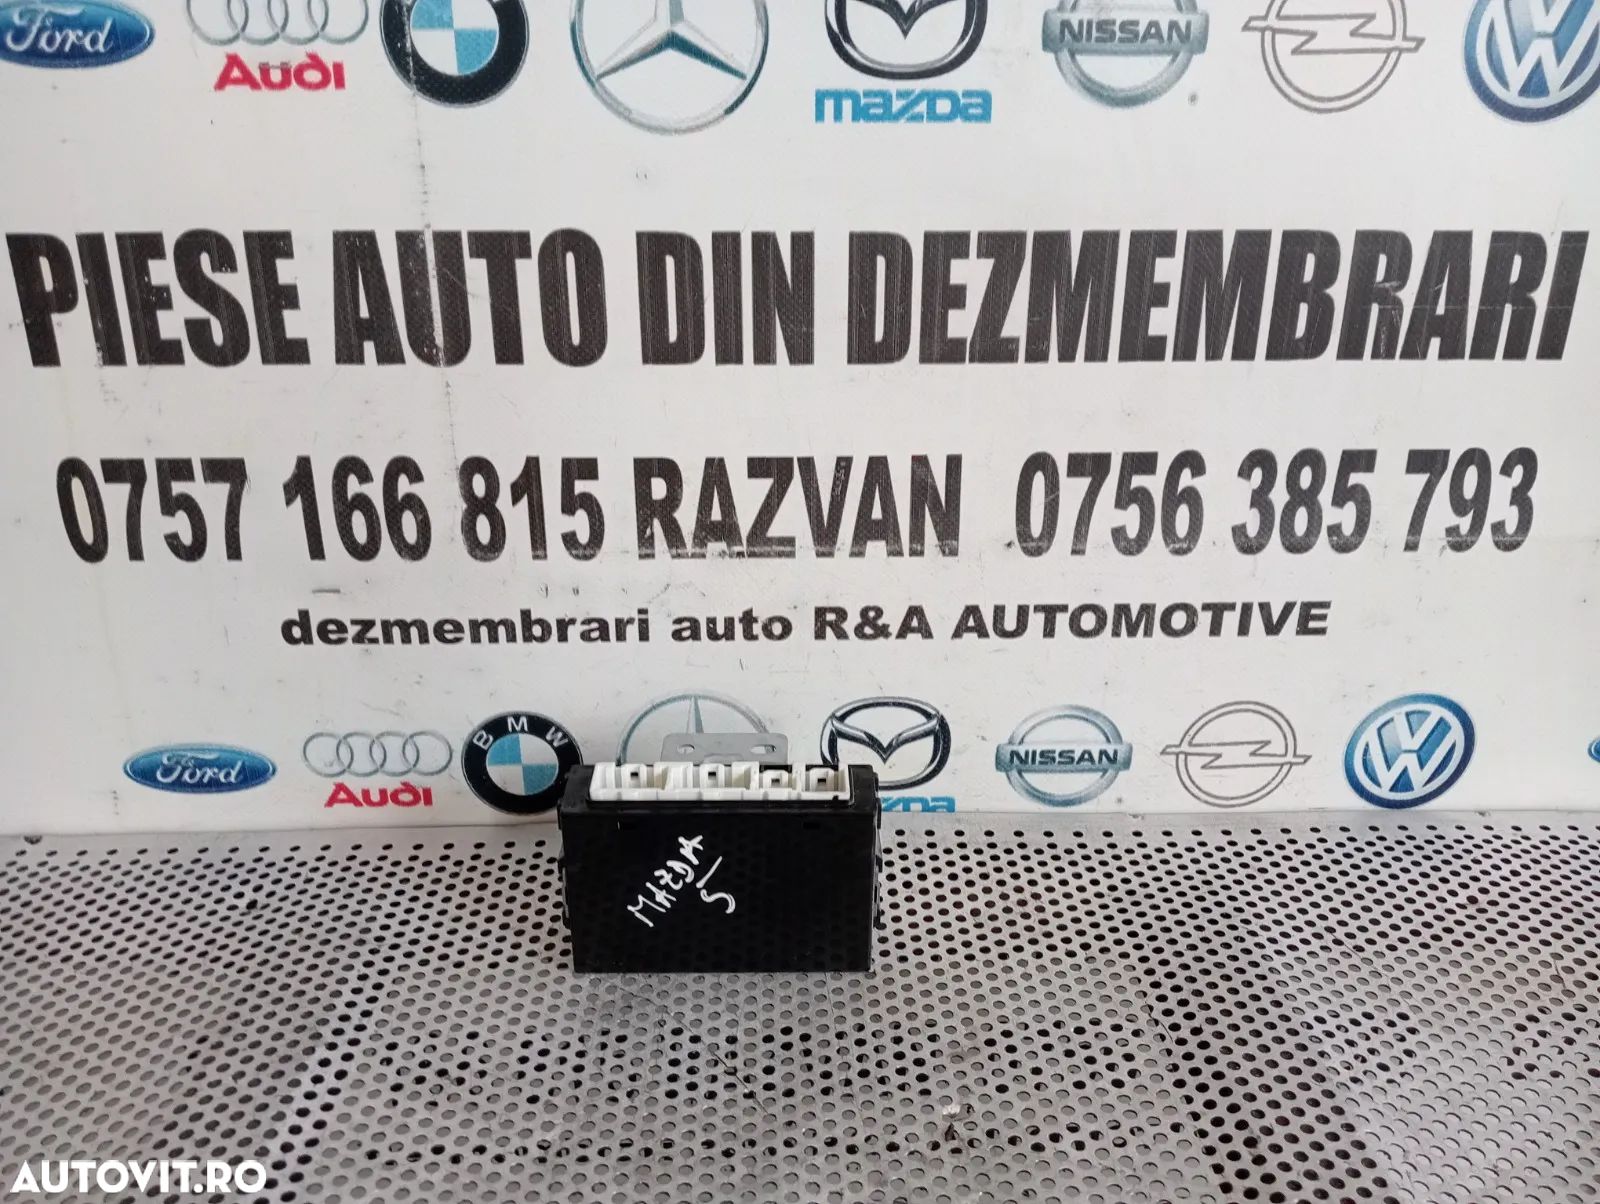 Ford Audi mazda NISSAN
PIESE AUTO DIN DEZMEMBRARI
0757 166 815 RAZVAN 0756 385 793
dezmembrari auto R&A AUTOMOTIVE
Ford Audi BMW NISSAN
MAZDA
5
AUTOVIT.RO